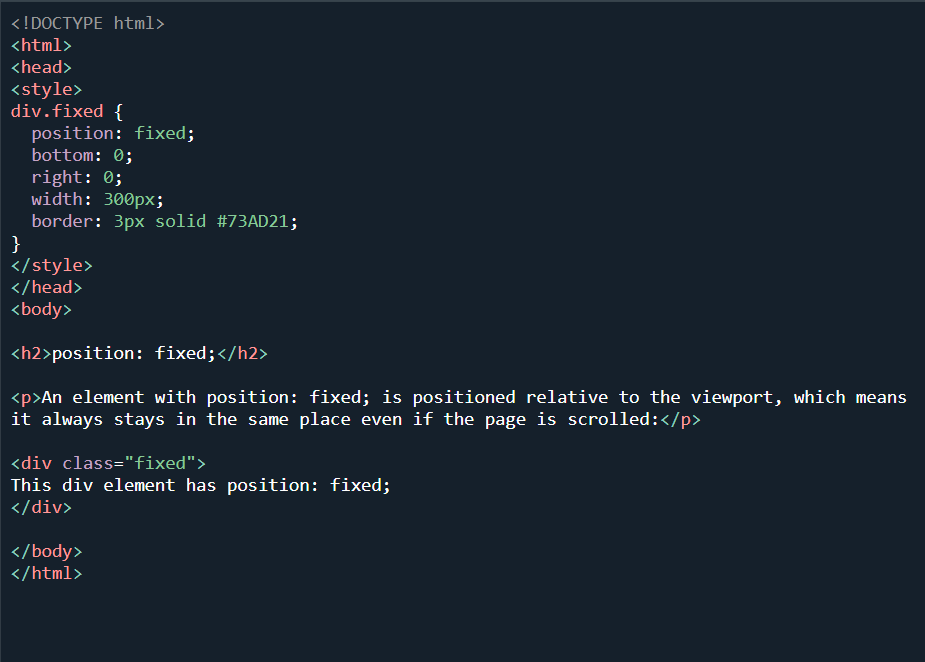 <!DOCTYPE html>
<html>
<head>
<style>
div.fixed {
  position: fixed;
  bottom: 0;
  right: 0;
  width: 300px;
  border: 3px solid #73AD21;
}
</style>
</head>
<body>

<h2>position: fixed;</h2>

<p>An element with position: fixed; is positioned relative to the viewport, which means
it always stays in the same place even if the page is scrolled:</p>

<div class="fixed">
This div element has position: fixed;
</div>

</body>
</html>